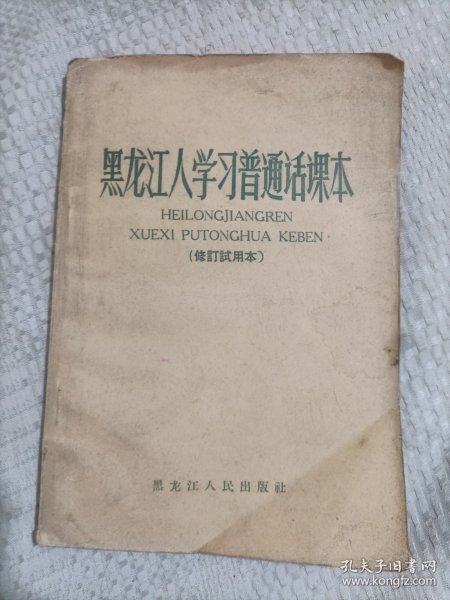 黑龙江人学习普通话课本
HEILONGJIANGREN
XUEXI PUTONGHUA KEBEN
(修訂試用本)
黑龙江人民出版社
孔夫子旧书网
www.kongfz.com